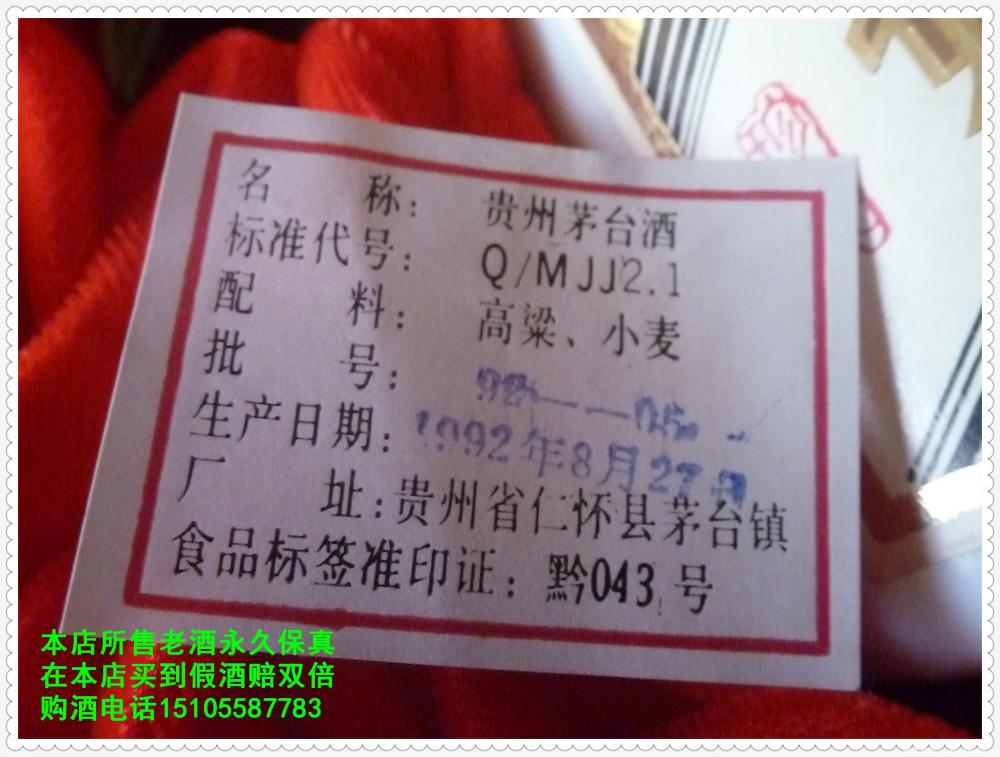 名 称: 贵州茅台酒
标准代号: Q/MJJ2.1
配 料: 高粱、小麦
批 号:
生产日期: 1992年8月27日
厂 址: 贵州省仁怀县茅台镇
食品标签准印证: 黔043号
本店所售老酒永久保真
在本店买到假酒赔双倍
购酒电话15105587783